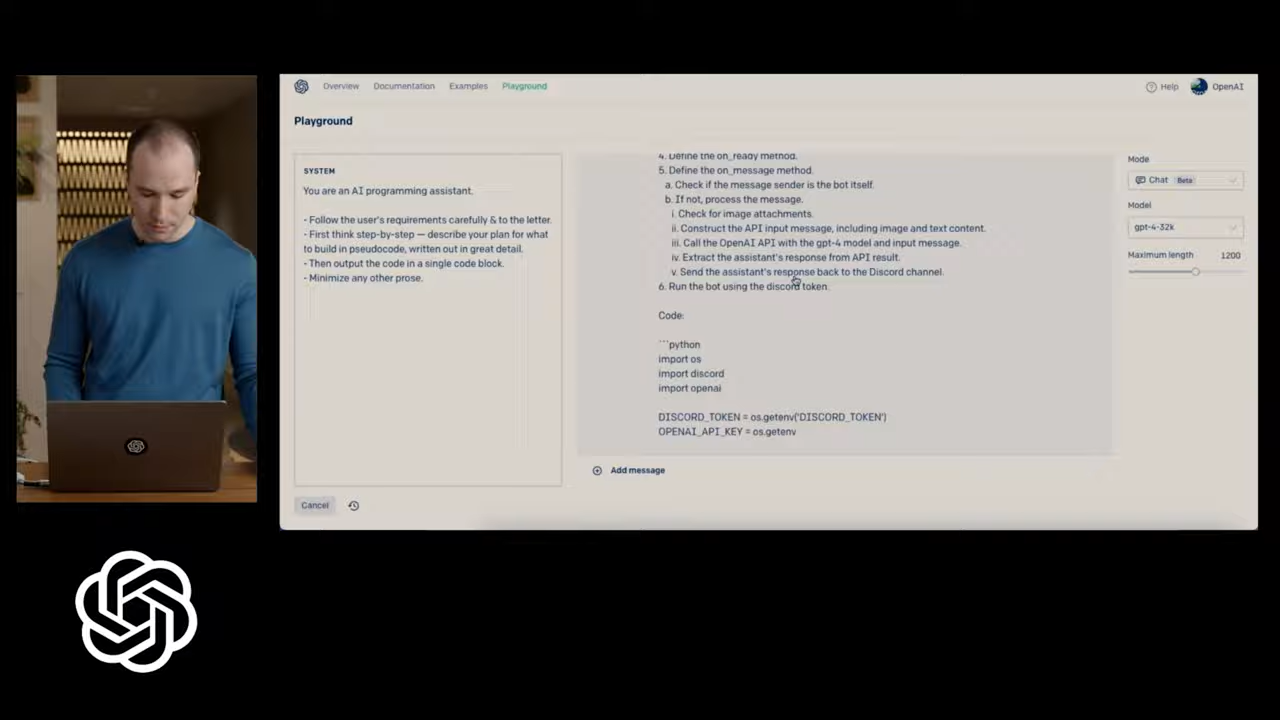 Overview Documentation Examples Playground
Help OpenAI
Playground
SYSTEM
You are an AI programming assistant.
- Follow the user's requirements carefully & to the letter.
- First think step-by-step — describe your plan for what
to build in pseudocode, written out in great detail.
- Then output the code in a single code block.
- Minimize any other prose.
4. Define the on_ready method.
5. Define the on_message method.
a. Check if the message sender is the bot itself.
b. If not, process the message.
i. Check for image attachments.
ii. Construct the API input message, including image and text content.
iii. Call the OpenAI API with the gpt-4 model and input message.
iv. Extract the assistant's response from API result.
v. Send the assistant's response back to the Discord channel.
6. Run the bot using the discord token.
Code:
```python
import os
import discord
import openai
DISCORD_TOKEN = os.getenv('DISCORD_TOKEN')
OPENAI_API_KEY = os.getenv
Add message
Mode
Chat Beta
Model
gpt-4-32k
Maximum length 1200
Cancel